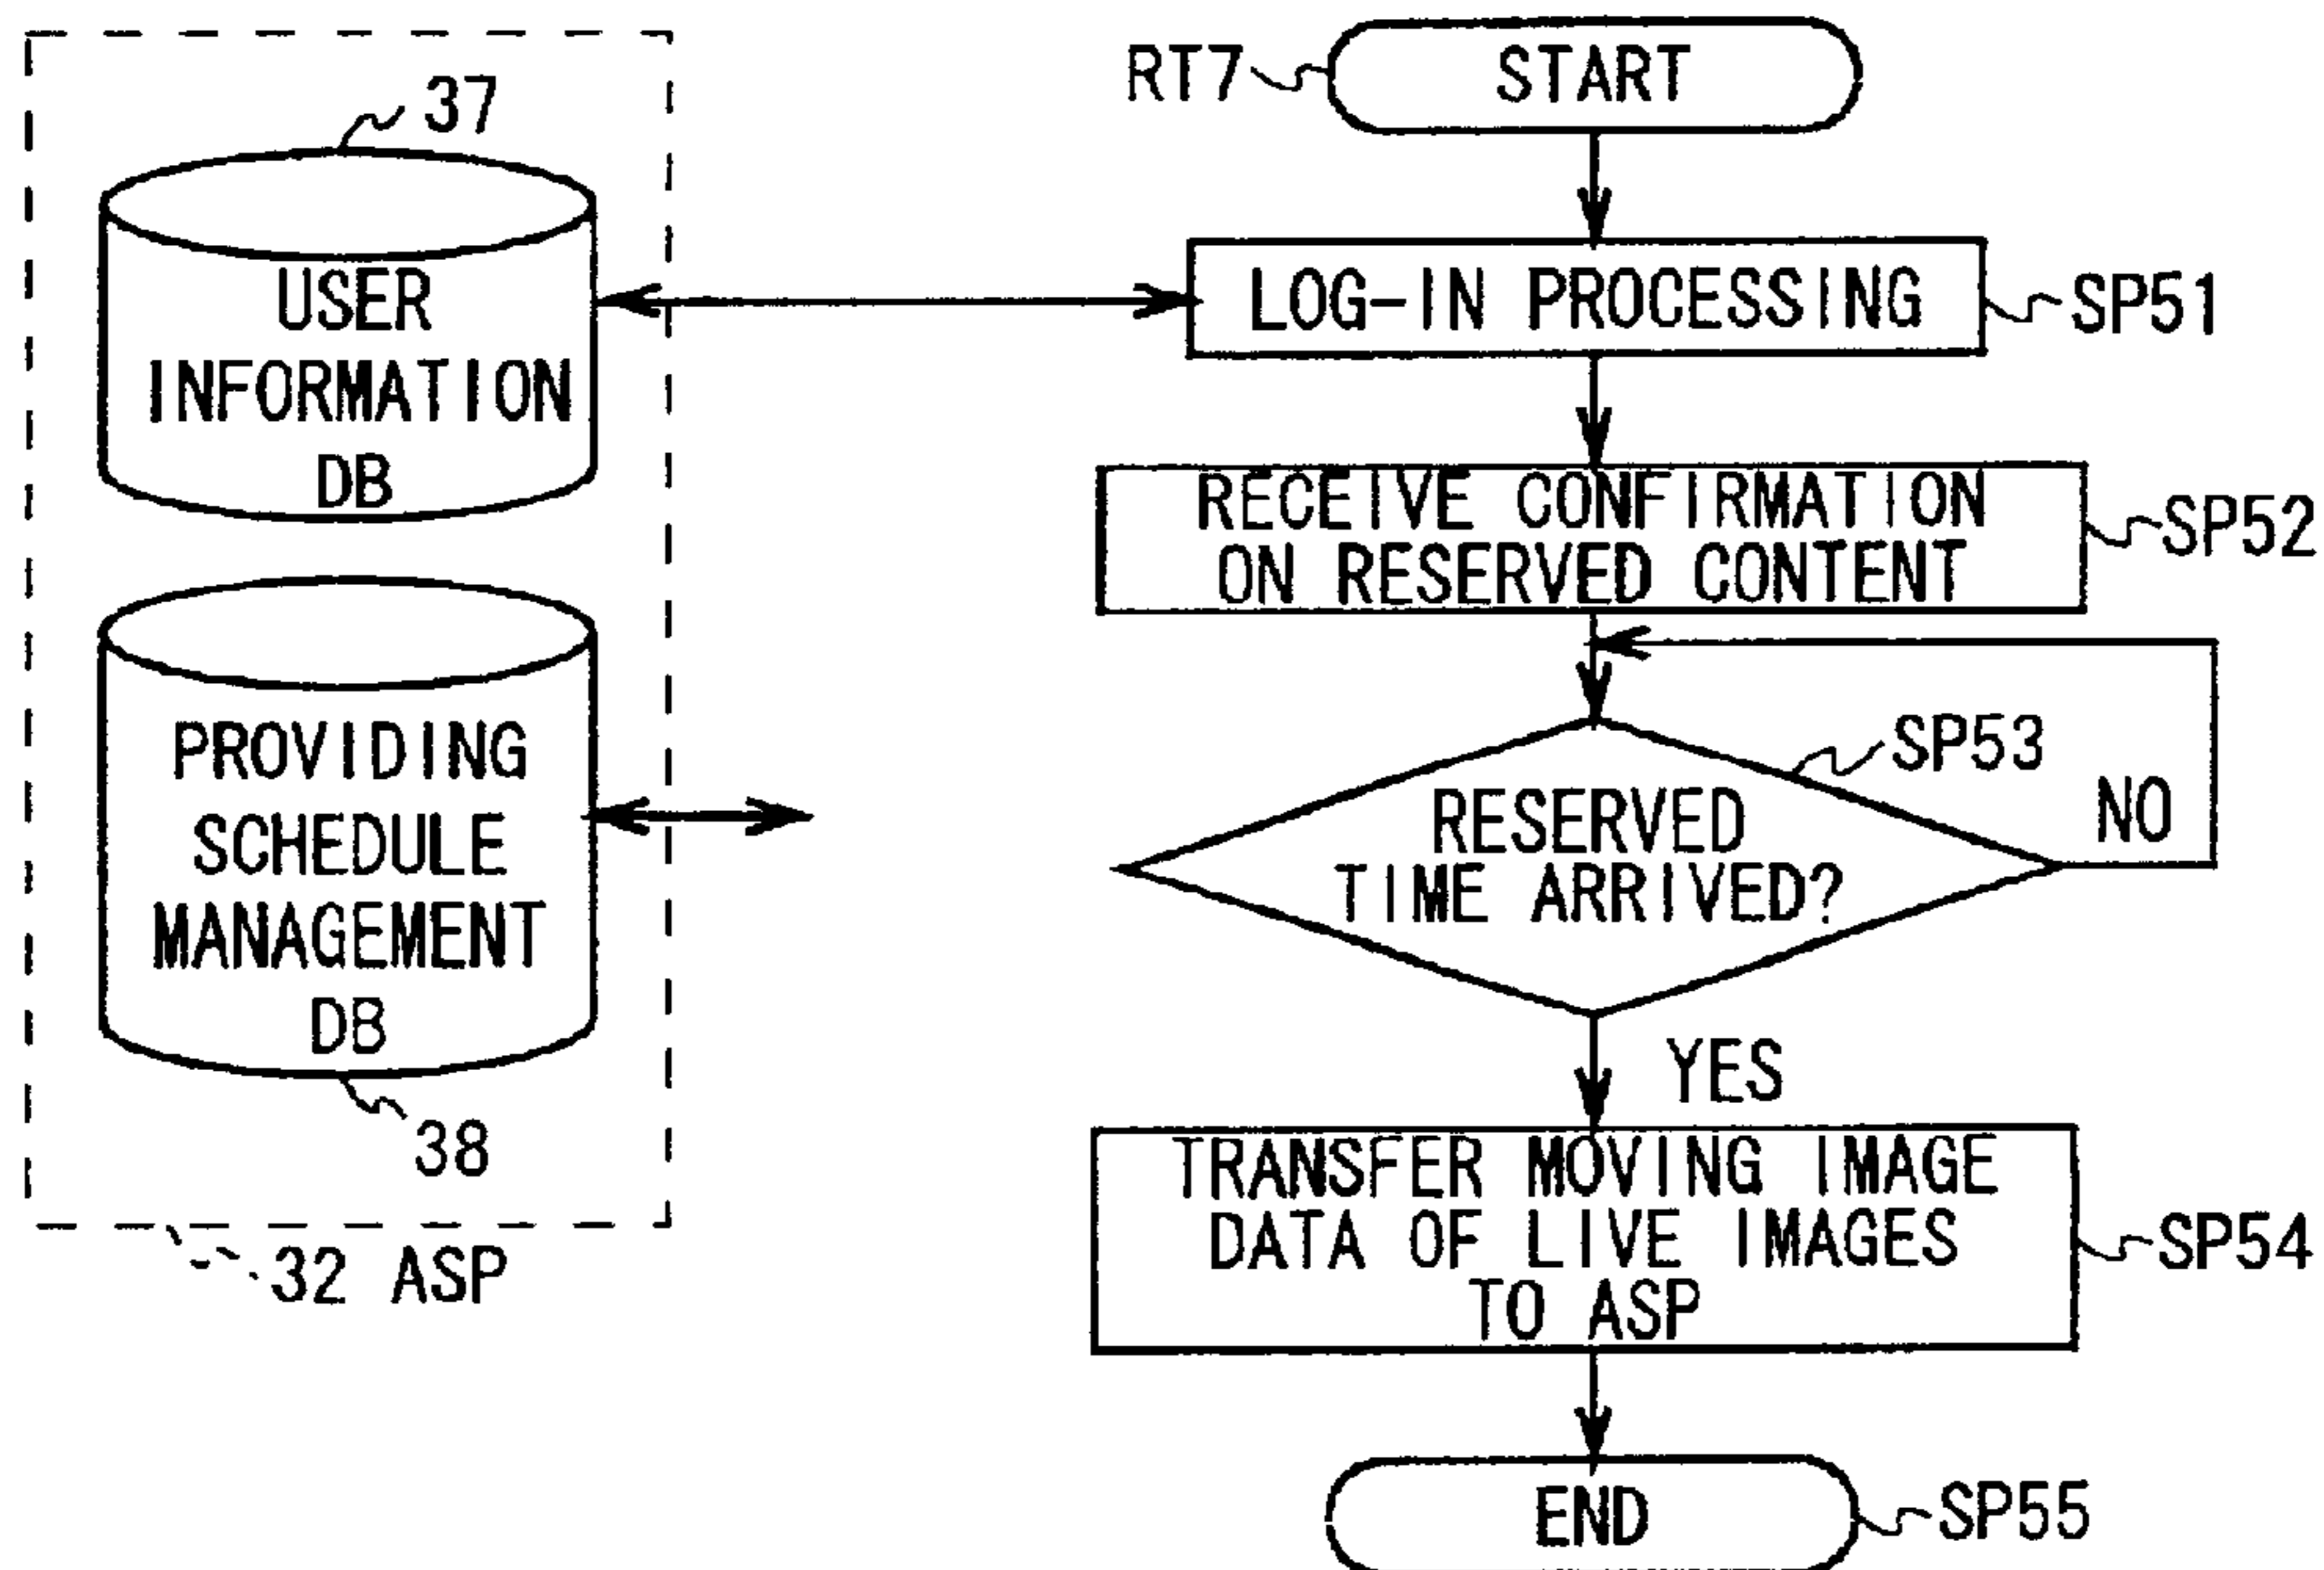 37
USER
INFORMATION
DB
PROVIDING
SCHEDULE
MANAGEMENT
DB
38
32 ASP
RT7
START
LOG-IN PROCESSING
SP51
RECEIVE CONFIRMATION
ON RESERVED CONTENT
SP52
SP53
RESERVED
TIME ARRIVED?
NO
YES
TRANSFER MOVING IMAGE
DATA OF LIVE IMAGES
TO ASP
SP54
END
SP55